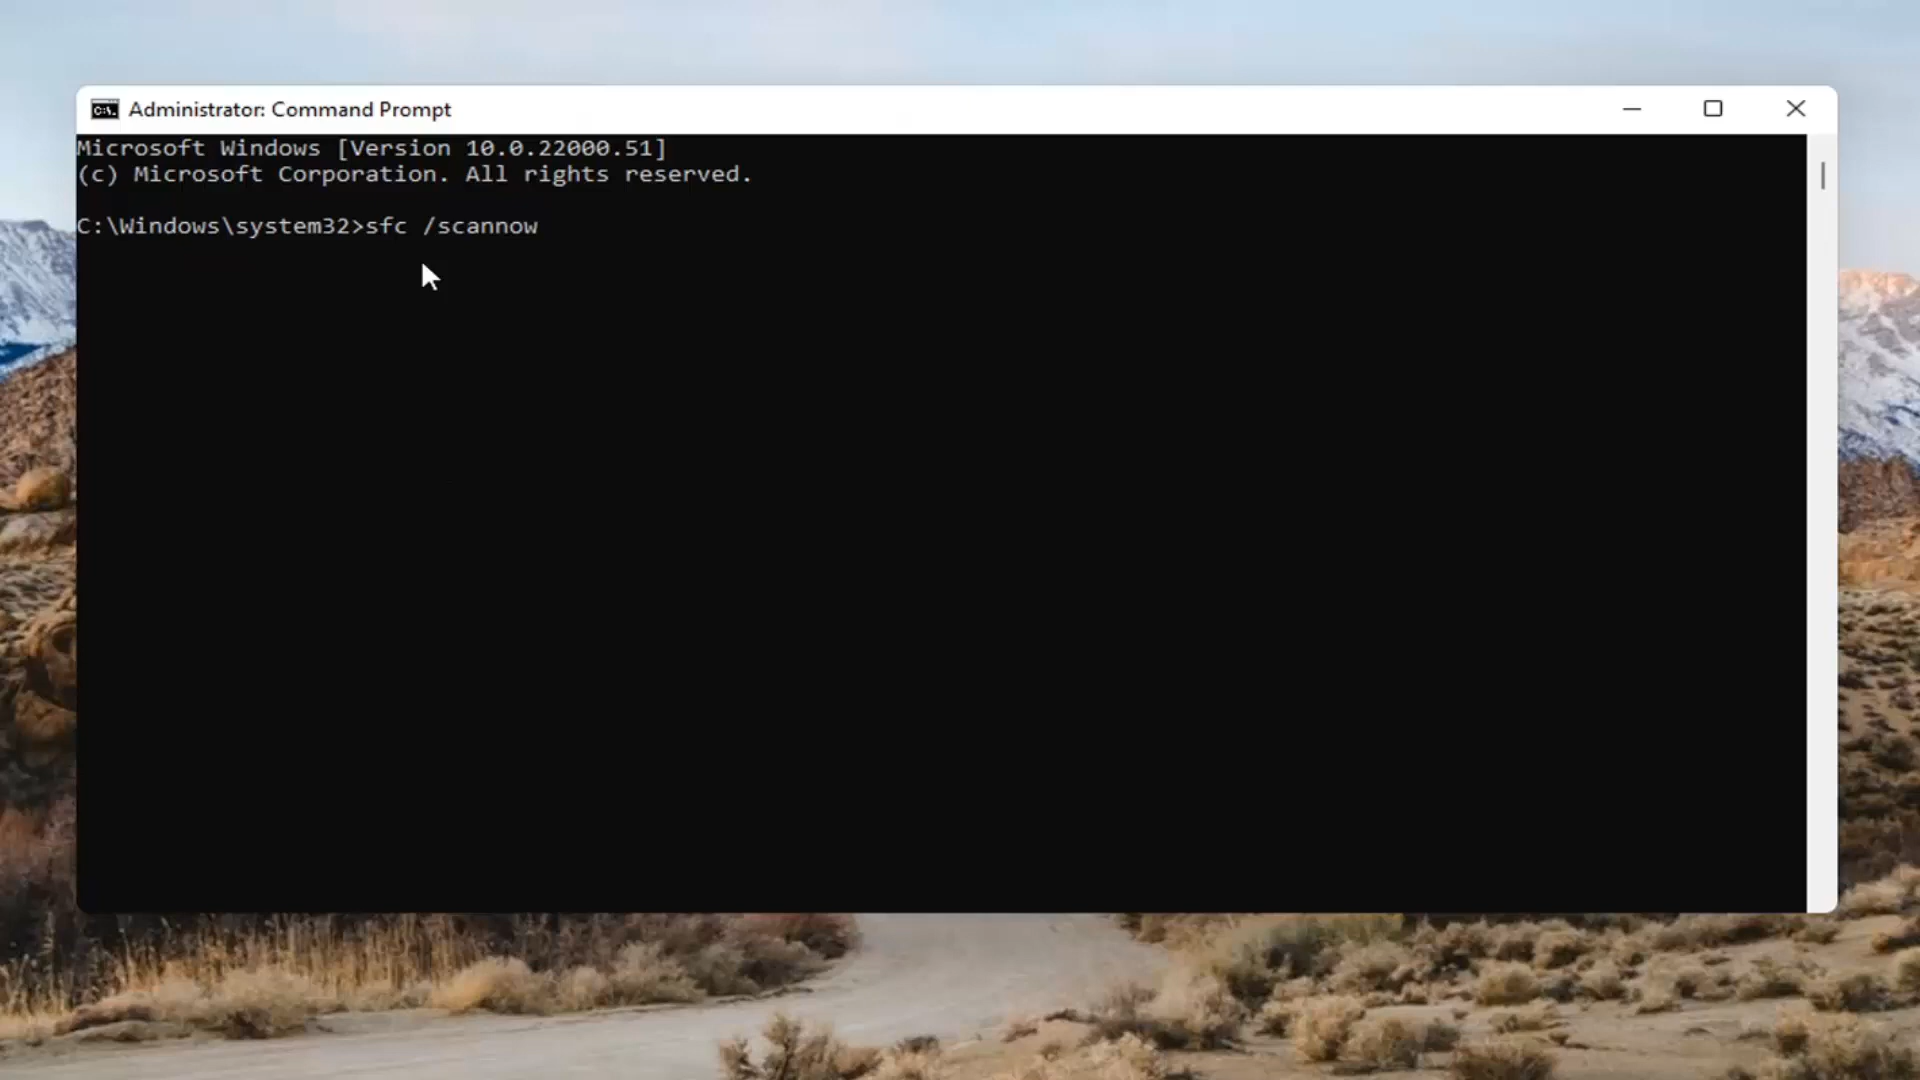 Administrator: Command Prompt
Microsoft Windows [Version 10.0.22000.51]
(c) Microsoft Corporation. All rights reserved.
C:\Windows\system32>sfc /scannow